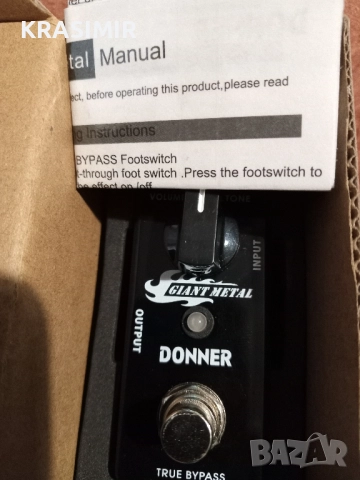 KRASIMIR
tal Manual
ect, before operating this product, please read
g Instructions
BYPASS Footswitch
t-through foot switch .Press the footswitch to
the effect on /off
TONE
INPUT
GIANT METAL
OUTPUT
DONNER
TRUE BYPASS
BAZAR